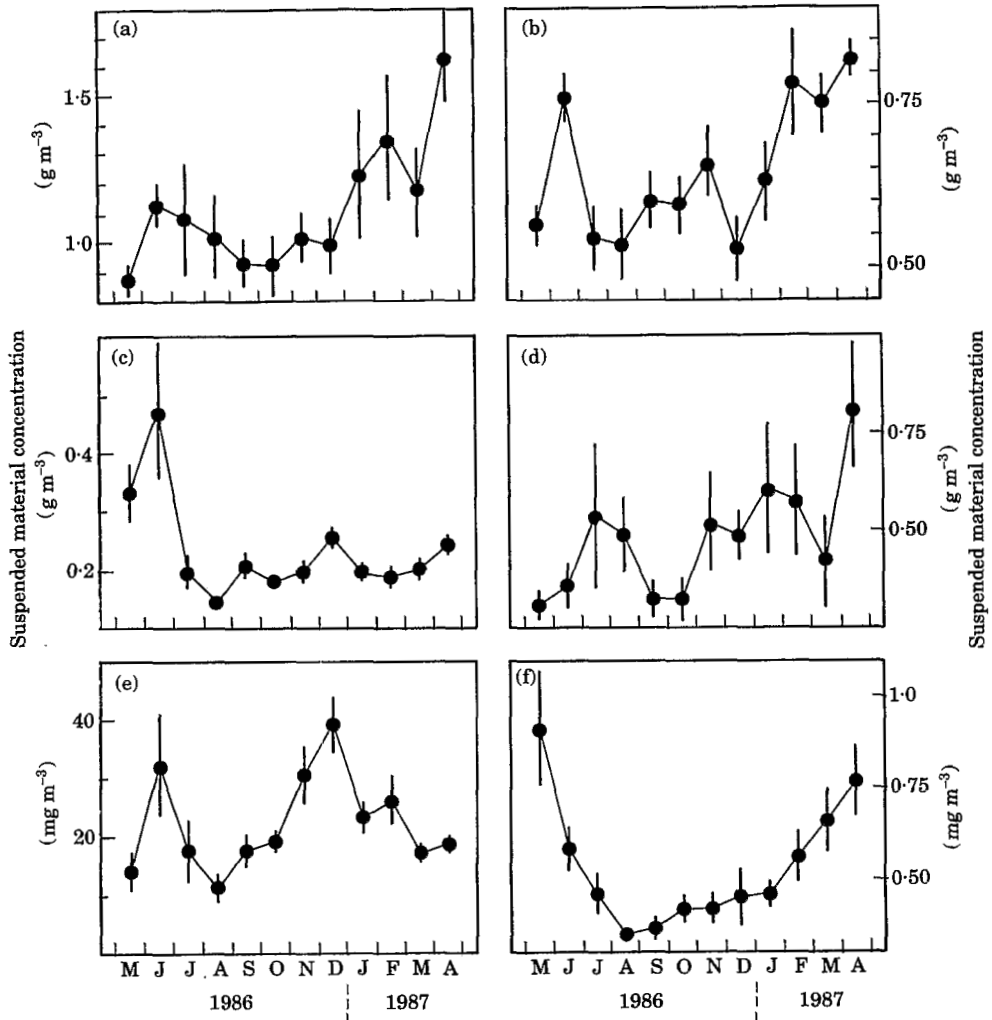 (a)
1·5
1·0
(g m⁻³)
(b)
0·75
0·50
(g m⁻³)
Suspended material concentration
(c)
0·4
0·2
(g m⁻³)
(d)
0·75
0·50
(g m⁻³)
Suspended material concentration
(e)
40
20
(mg m⁻³)
M J J A S O N D J F M A
1986 1987
(f)
1·0
0·75
0·50
(mg m⁻³)
M J J A S O N D J F M A
1986 1987